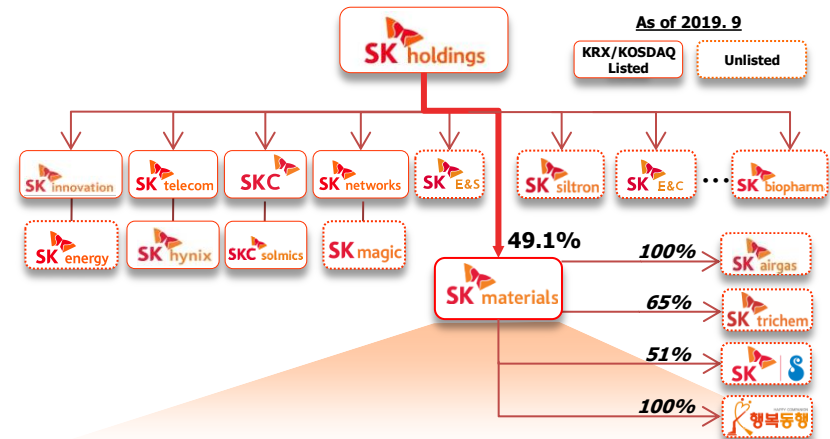 As of 2019. 9
SK holdings
KRX/KOSDAQ
Listed
Unlisted
SK innovation
SK telecom
SKC
SK networks
SK E&S
SK siltron
SK E&C
...
SK biopharm
SK energy
SK hynix
SKC solmics
SK magic
49.1%
SK materials
100%
SK airgas
65%
SK trichem
51%
SK
100%
HAPPY COMPANION
행복동행